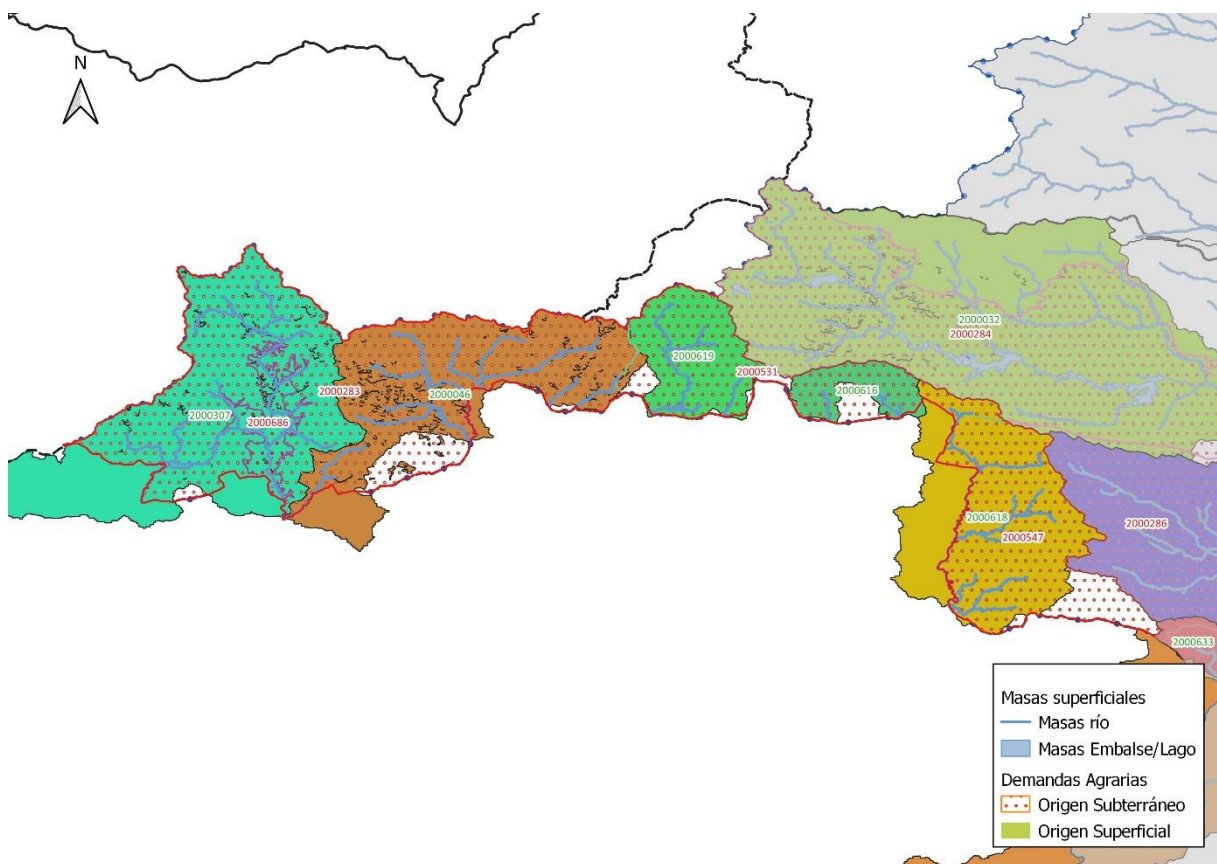 N
2000032
2000284
2000619
2000531
2000283
2000046
2000616
2000307
2000686
2000618
2000547
2000286
2000633
Masas superficiales
Masas río
Masas Embalse/Lago
Demandas Agrarias
Origen Subterráneo
Origen Superficial